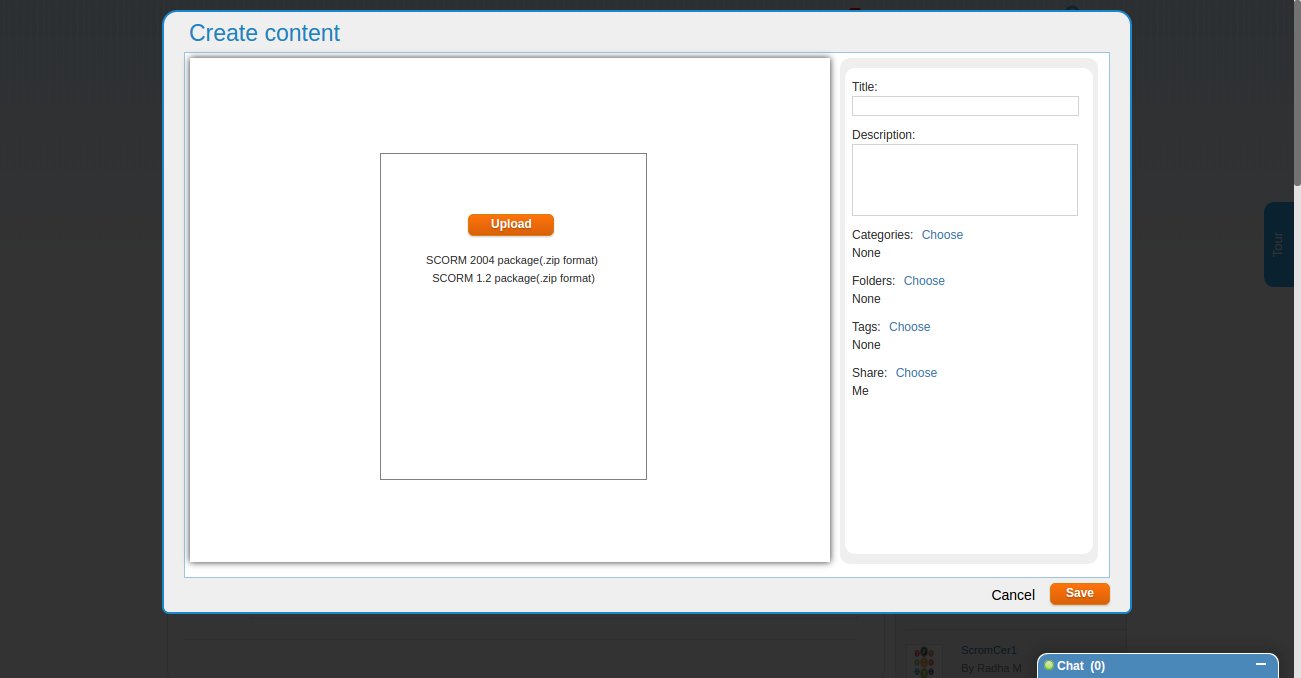 Create content
Upload
SCORM 2004 package(.zip format)
SCORM 1.2 package(.zip format)
Title:
Description:
Categories: Choose
None
Folders: Choose
None
Tags: Choose
None
Share: Choose
Me
Cancel Save
Tour
ScromCer1
By Radha M
Chat (0)